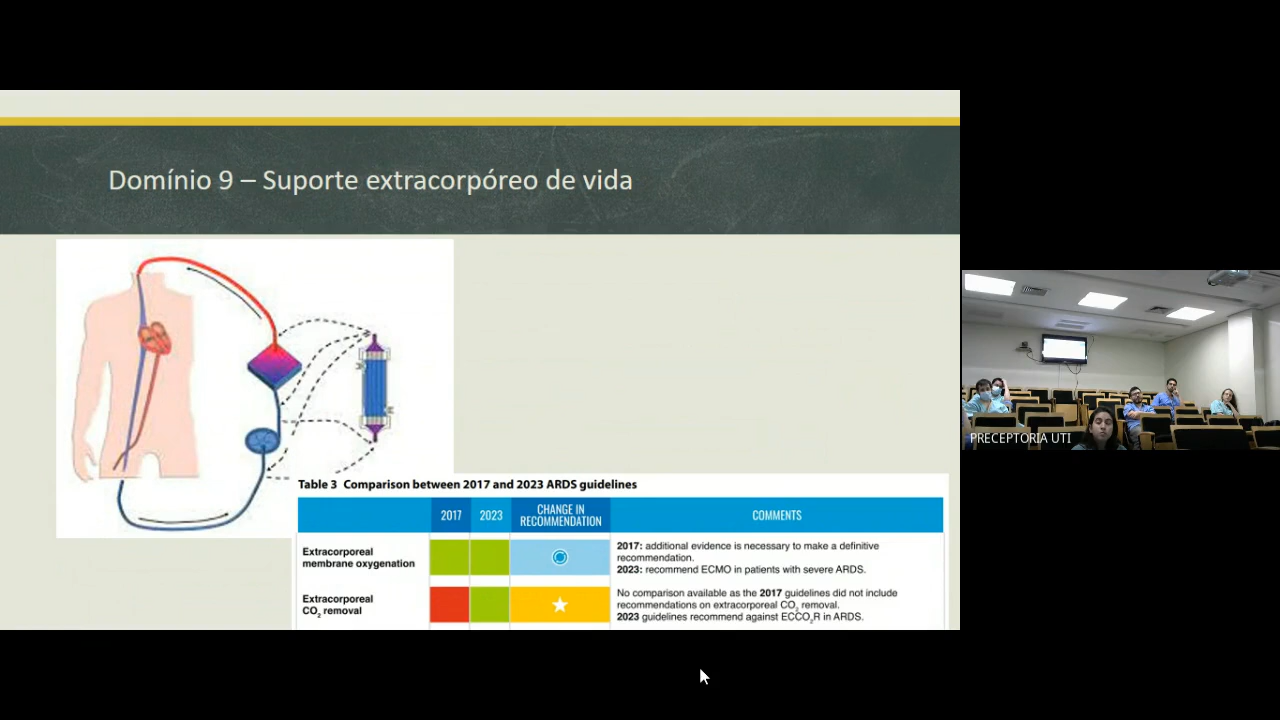 Domínio 9 – Suporte extracorpóreo de vida
Table 3 Comparison between 2017 and 2023 ARDS guidelines
2017 2023 CHANGE IN RECOMMENDATION COMMENTS
Extracorporeal membrane oxygenation
2017: additional evidence is necessary to make a definitive
recommendation.
2023: recommend ECMO in patients with severe ARDS.
Extracorporeal CO₂ removal
No comparison available as the 2017 guidelines did not include
recommendations on extracorporeal CO₂ removal.
2023 guidelines recommend against ECCO₂R in ARDS.
PRECEPTORIA UTI